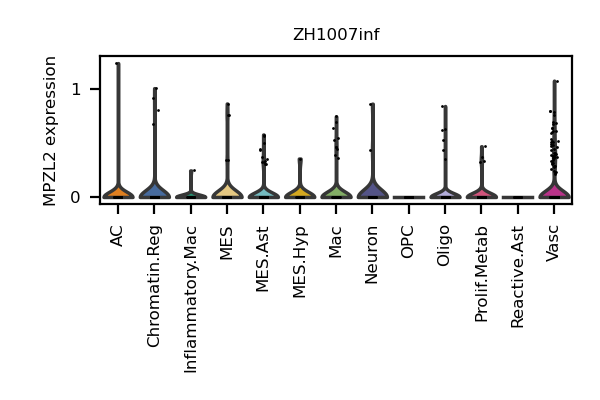 ZH1007inf
MPZL2 expression
1
0
AC
Chromatin.Reg
Inflammatory.Mac
MES
MES.Ast
MES.Hyp
Mac
Neuron
OPC
Oligo
Prolif.Metab
Reactive.Ast
Vasc